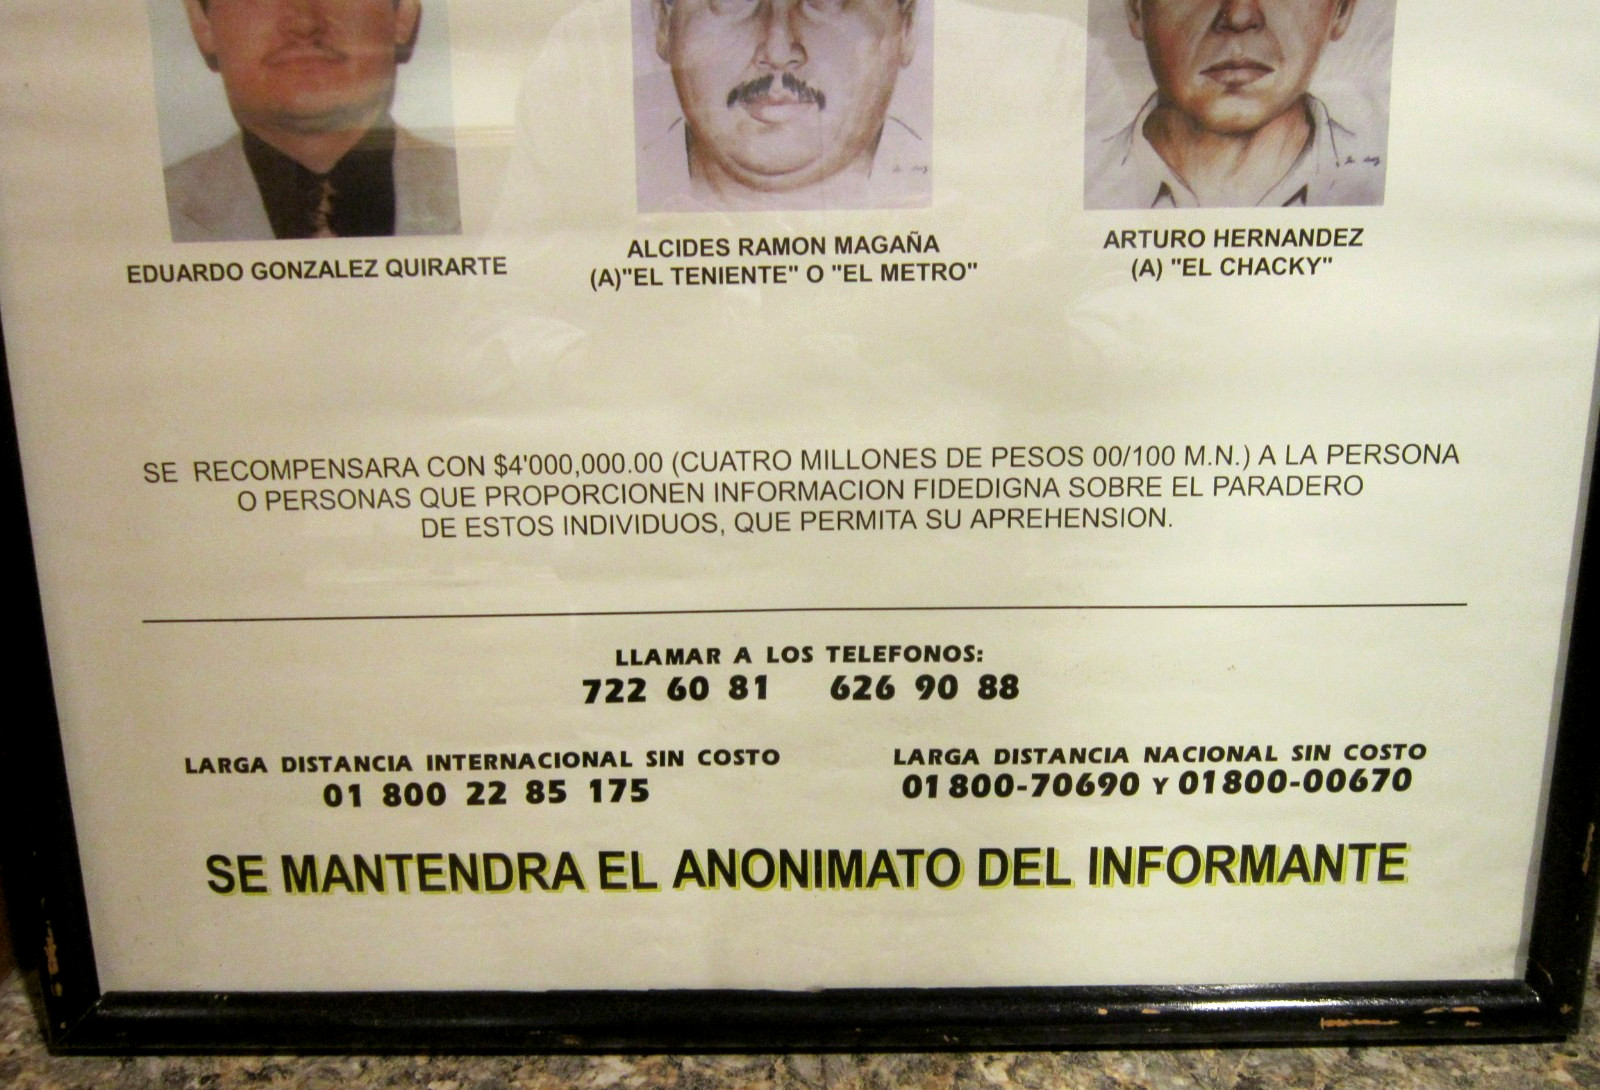 EDUARDO GONZALEZ QUIRARTE
ALCIDES RAMON MAGAÑA
(A)"EL TENIENTE" O "EL METRO"
ARTURO HERNANDEZ
(A) "EL CHACKY"
SE RECOMPENSARA CON $4'000,000.00 (CUATRO MILLONES DE PESOS 00/100 M.N.) A LA PERSONA
O PERSONAS QUE PROPORCIONEN INFORMACION FIDEDIGNA SOBRE EL PARADERO
DE ESTOS INDIVIDUOS, QUE PERMITA SU APREHENSION.
LLAMAR A LOS TELEFONOS:
722 60 81 626 90 88
LARGA DISTANCIA INTERNACIONAL SIN COSTO
01 800 22 85 175
LARGA DISTANCIA NACIONAL SIN COSTO
01 800-70690 Y 01800-00670
SE MANTENDRA EL ANONIMATO DEL INFORMANTE